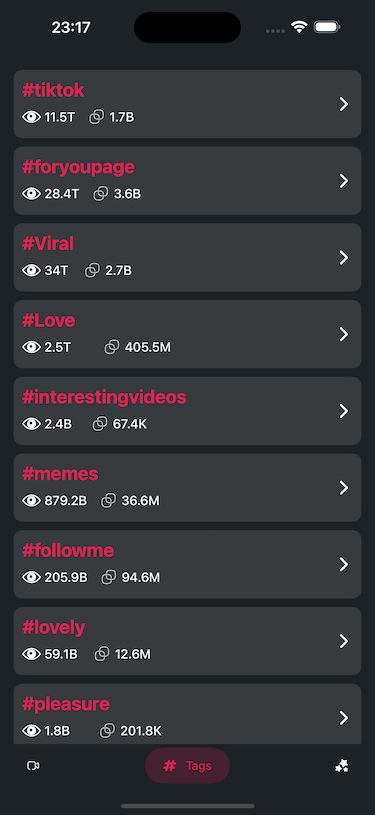 23:17
#tiktok
11.5T 1.7B
#foryoupage
28.4T 3.6B
#Viral
34T 2.7B
#Love
2.5T 405.5M
#interestingvideos
2.4B 67.4K
#memes
879.2B 36.6M
#followme
205.9B 94.6M
#lovely
59.1B 12.6M
#pleasure
1.8B 201.8K
# Tags